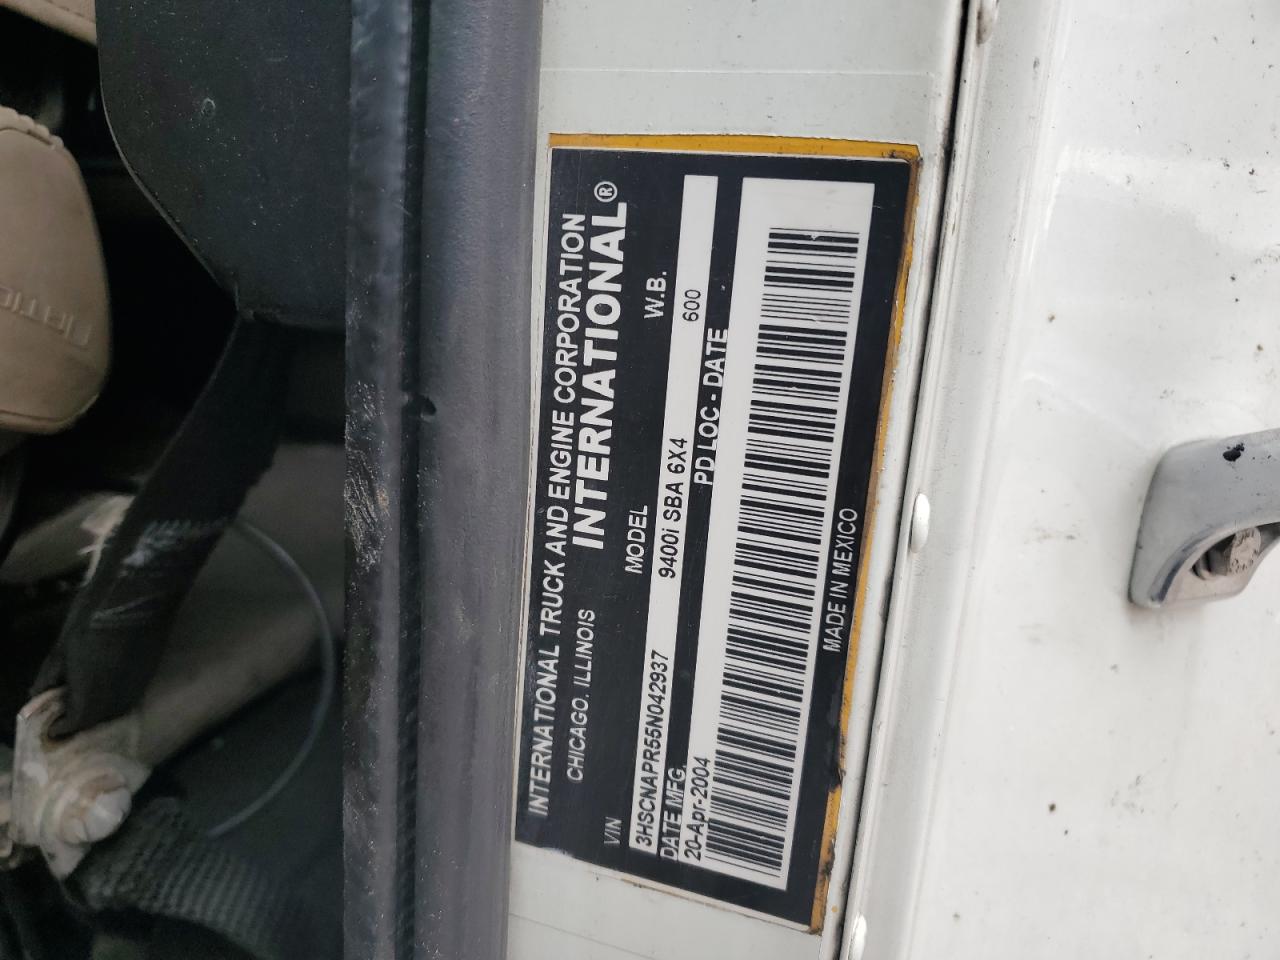 INTERNATIONAL TRUCK AND ENGINE CORPORATION
CHICAGO, ILLINOIS INTERNATIONAL®
VIN MODEL W.B.
3HSCNAPR55N042937 9400i SBA 6X4 600
DATE MFG. PD LOC - DATE
20-Apr-2004
MADE IN MEXICO